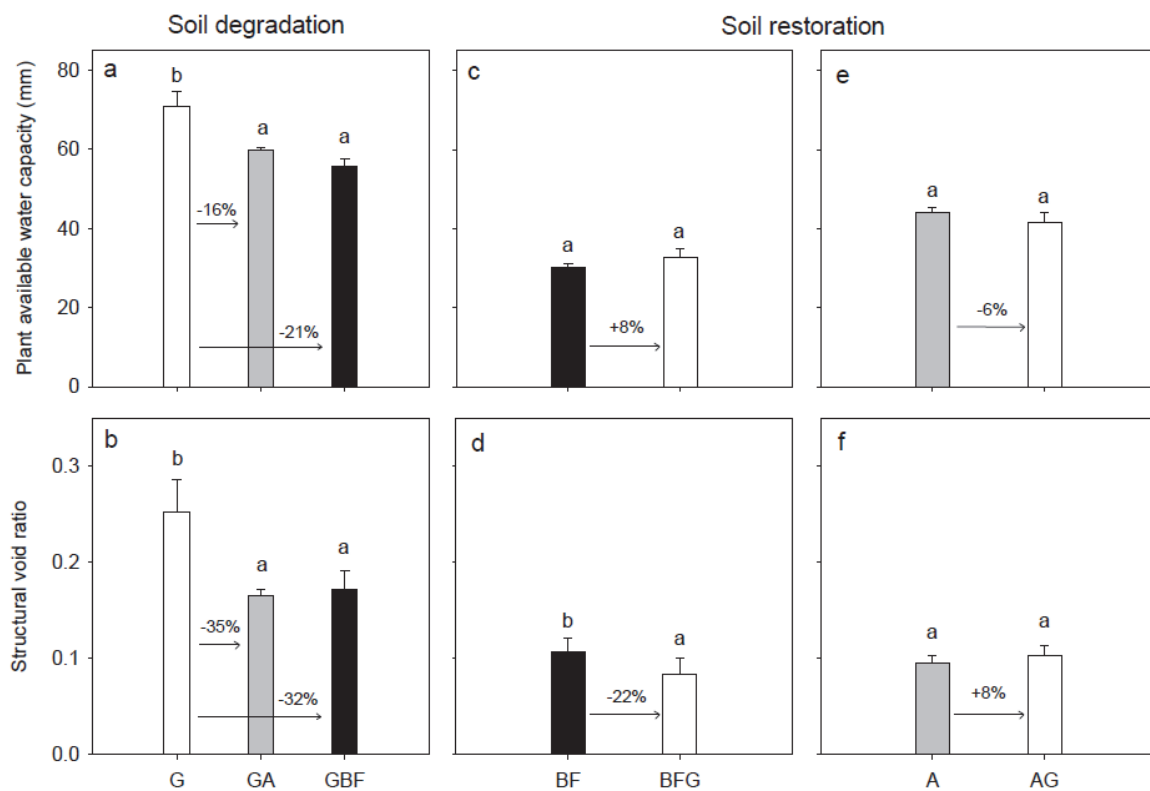 Soil degradation
Soil restoration
Plant available water capacity (mm)
80
60
40
20
0
a
b
a
a
-16%
-21%
c
a
a
+8%
e
a
a
-6%
Structural void ratio
0.3
0.2
0.1
0.0
b
b
a
a
-35%
-32%
G
GA
GBF
d
b
a
-22%
BF
BFG
f
a
a
+8%
A
AG